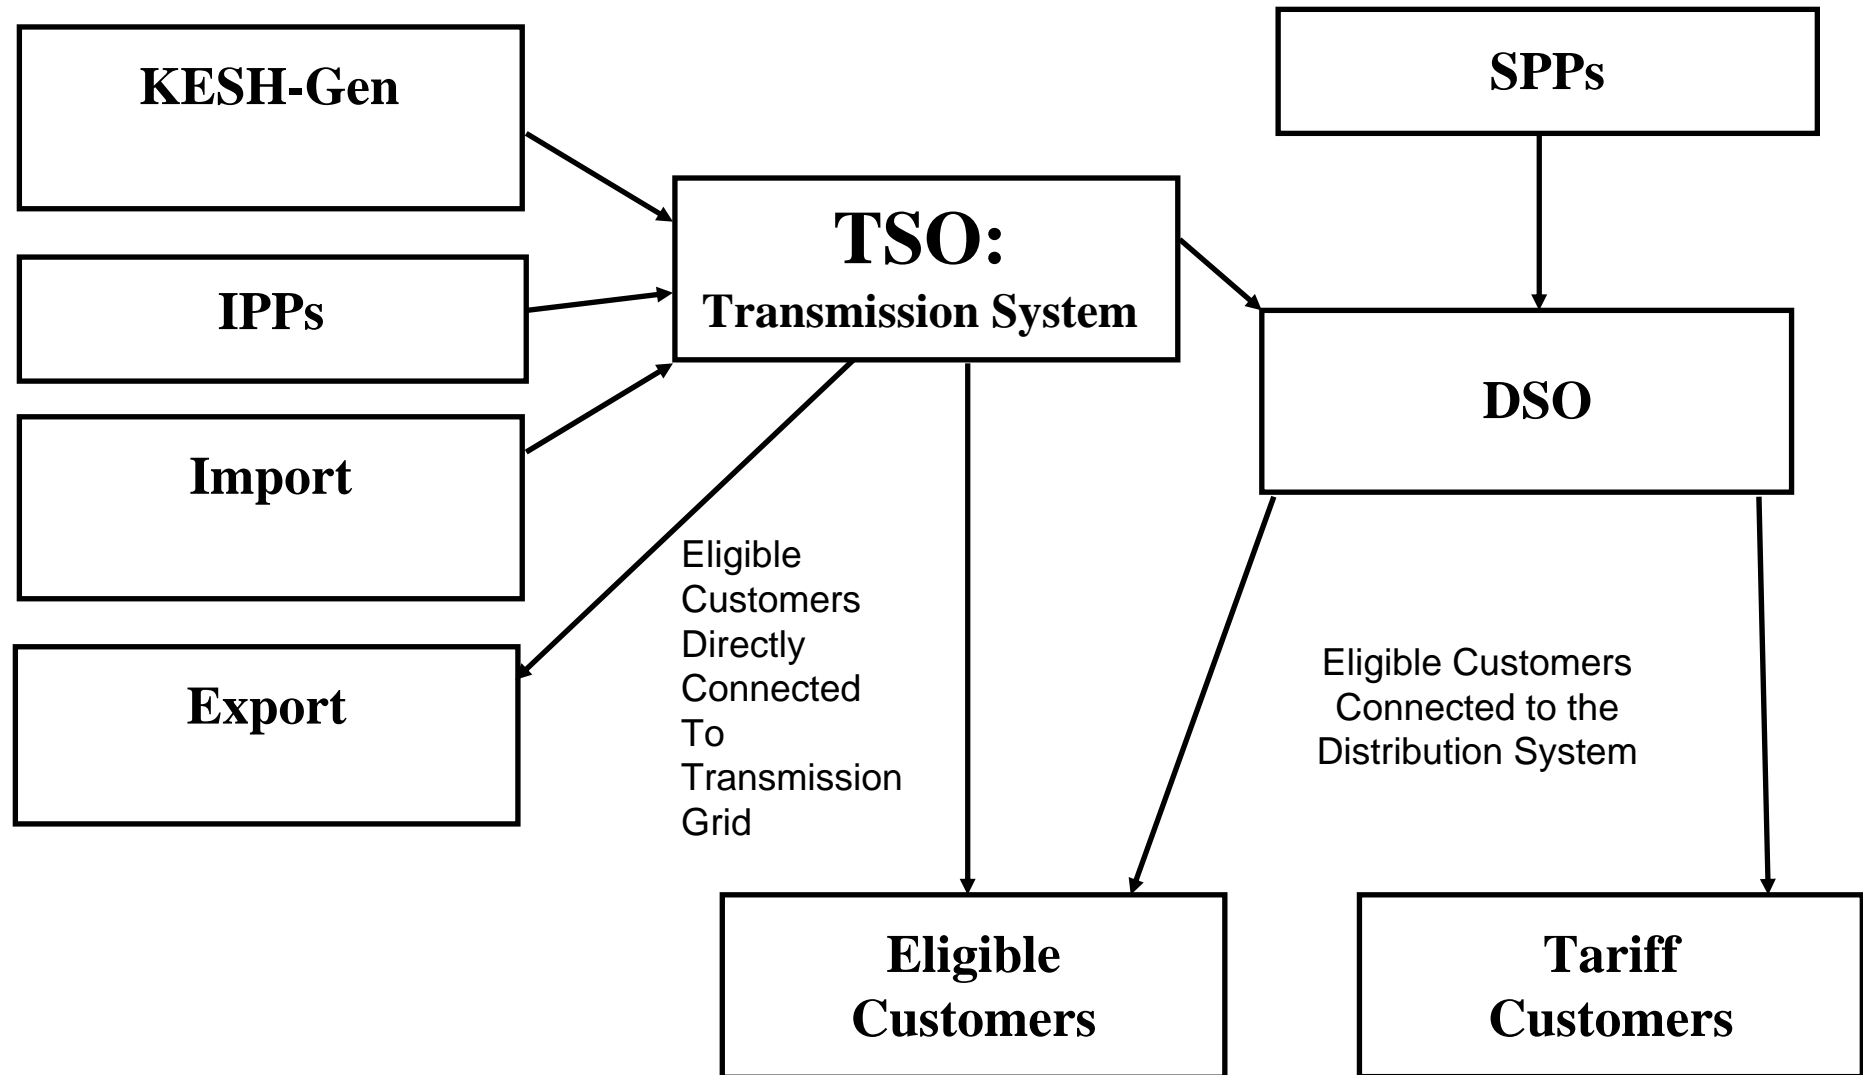 KESH-Gen
SPPs
TSO:
Transmission System
IPPs
DSO
Import
Export
Eligible
Customers
Directly
Connected
To
Transmission
Grid
Eligible Customers
Connected to the
Distribution System
Eligible
Customers
Tariff
Customers